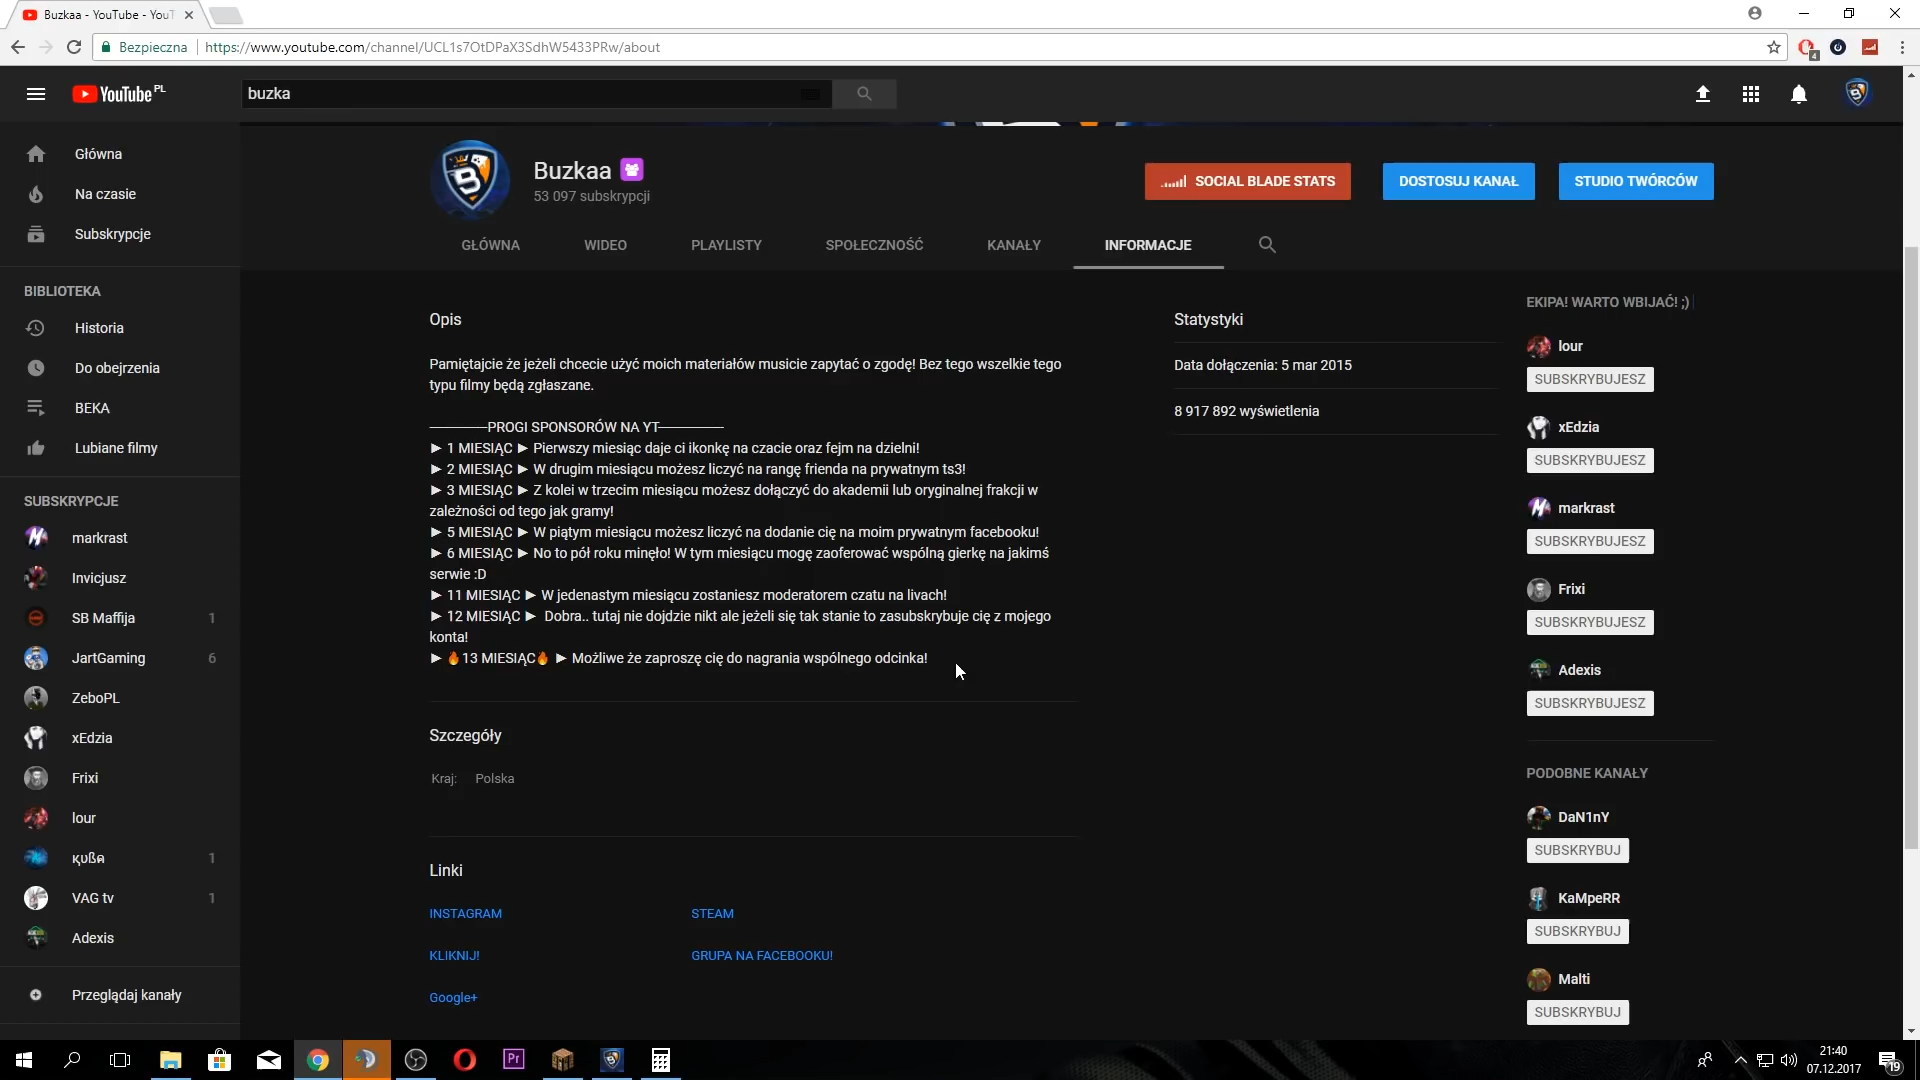 Buzkaa - YouTube - YouT
Bezpieczna
https://www.youtube.com/channel/UCL1s7OtDPaX3SdhW5433PRw/about
4
YouTube PL
buzka
Główna
Na czasie
Subskrypcje
BIBLIOTEKA
Historia
Do obejrzenia
BEKA
Lubiane filmy
SUBSKRYPCJE
markrast
Invicjusz
SB Maffija 1
JartGaming 6
ZeboPL
xEdzia
Frixi
lour
қυßค 1
VAG tv 1
Adexis
Przeglądaj kanały
Buzkaa
53 097 subskrypcji
SOCIAL BLADE STATS
DOSTOSUJ KANAŁ
STUDIO TWÓRCÓW
GŁÓWNA
WIDEO
PLAYLISTY
SPOŁECZNOŚĆ
KANAŁY
INFORMACJE
Opis
Pamiętajcie że jeżeli chcecie użyć moich materiałów musicie zapytać o zgodę! Bez tego wszelkie tego
typu filmy będą zgłaszane.
————–PROGI SPONSORÓW NA YT————–
► 1 MIESIĄC ► Pierwszy miesiąc daje ci ikonkę na czacie oraz fejm na dzielni!
► 2 MIESIĄC ► W drugim miesiącu możesz liczyć na rangę frienda na prywatnym ts3!
► 3 MIESIĄC ► Z kolei w trzecim miesiącu możesz dołączyć do akademii lub oryginalnej frakcji w
zależności od tego jak gramy!
► 5 MIESIĄC ► W piątym miesiącu możesz liczyć na dodanie cię na moim prywatnym facebooku!
► 6 MIESIĄC ► No to pół roku minęło! W tym miesiącu mogę zaoferować wspólną gierkę na jakimś
serwie :D
► 11 MIESIĄC ► W jedenastym miesiącu zostaniesz moderatorem czatu na livach!
► 12 MIESIĄC ► Dobra.. tutaj nie dojdzie nikt ale jeżeli się tak stanie to zasubskrybuje cię z mojego
konta!
► 🔥13 MIESIĄC🔥 ► Możliwe że zaproszę cię do nagrania wspólnego odcinka!
Szczegóły
Kraj: Polska
Linki
INSTAGRAM
STEAM
KLIKNIJ!
GRUPA NA FACEBOOKU!
Google+
Statystyki
Data dołączenia: 5 mar 2015
8 917 892 wyświetlenia
EKIPA! WARTO WBIJAĆ! ;)
lour
SUBSKRYBUJESZ
xEdzia
SUBSKRYBUJESZ
markrast
SUBSKRYBUJESZ
Frixi
SUBSKRYBUJESZ
Adexis
SUBSKRYBUJESZ
PODOBNE KANAŁY
DaN1nY
SUBSKRYBUJ
KaMpeRR
SUBSKRYBUJ
Malti
SUBSKRYBUJ
Pr
21:40
07.12.2017
19